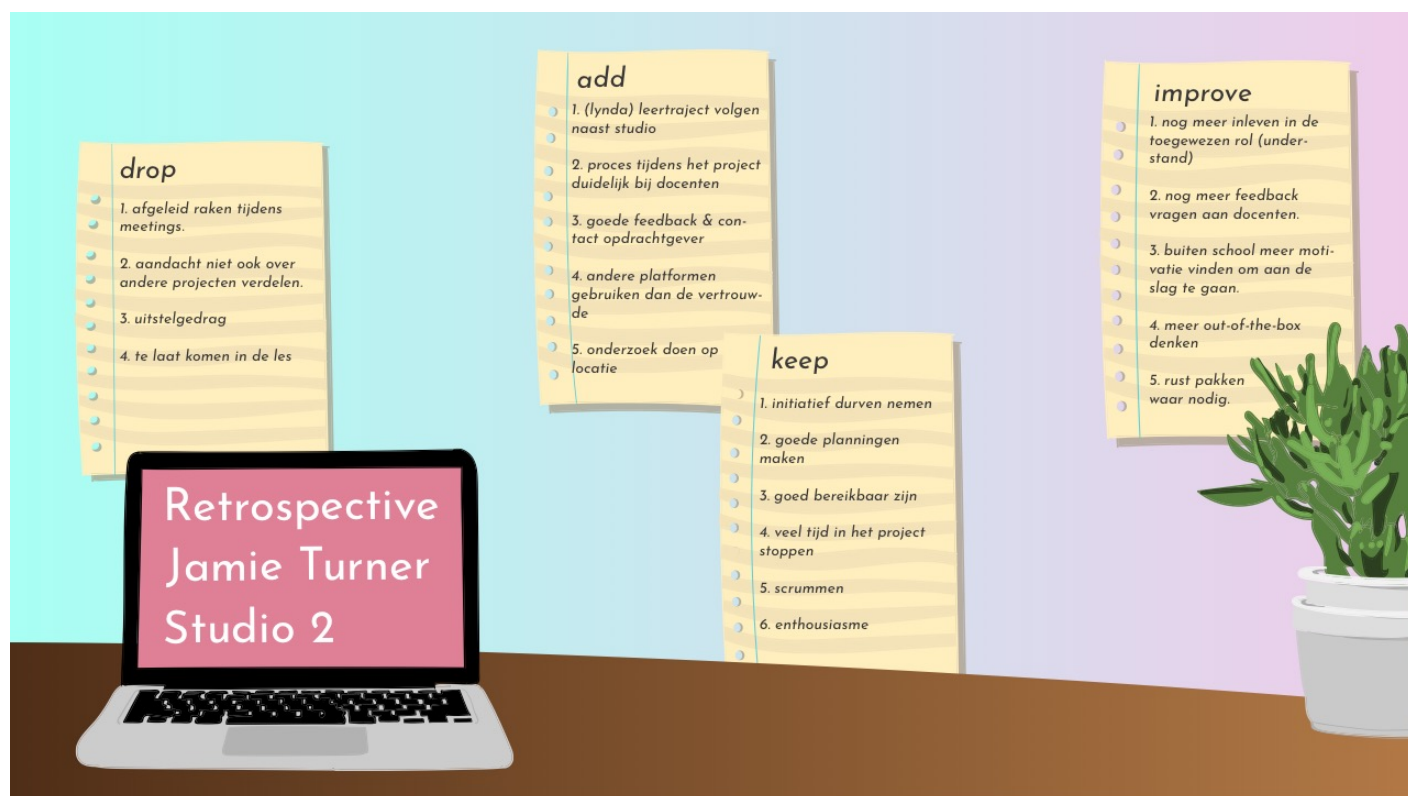 drop
1. afgeleid raken tijdens
meetings.
2. aandacht niet ook over
andere projecten verdelen.
3. uitstelgedrag
4. te laat komen in de les
add
1. (lynda) leertraject volgen
naast studio
2. proces tijdens het project
duidelijk bij docenten
3. goede feedback & con-
tact opdrachtgever
4. andere platformen
gebruiken dan de vertrouw-
de
5. onderzoek doen op
locatie
keep
1. initiatief durven nemen
2. goede planningen
maken
3. goed bereikbaar zijn
4. veel tijd in het project
stoppen
5. scrummen
6. enthousiasme
improve
1. nog meer inleven in de
toegewezen rol (under-
stand)
2. nog meer feedback
vragen aan docenten.
3. buiten school meer moti-
vatie vinden om aan de
slag te gaan.
4. meer out-of-the-box
denken
5. rust pakken
waar nodig.
Retrospective
Jamie Turner
Studio 2